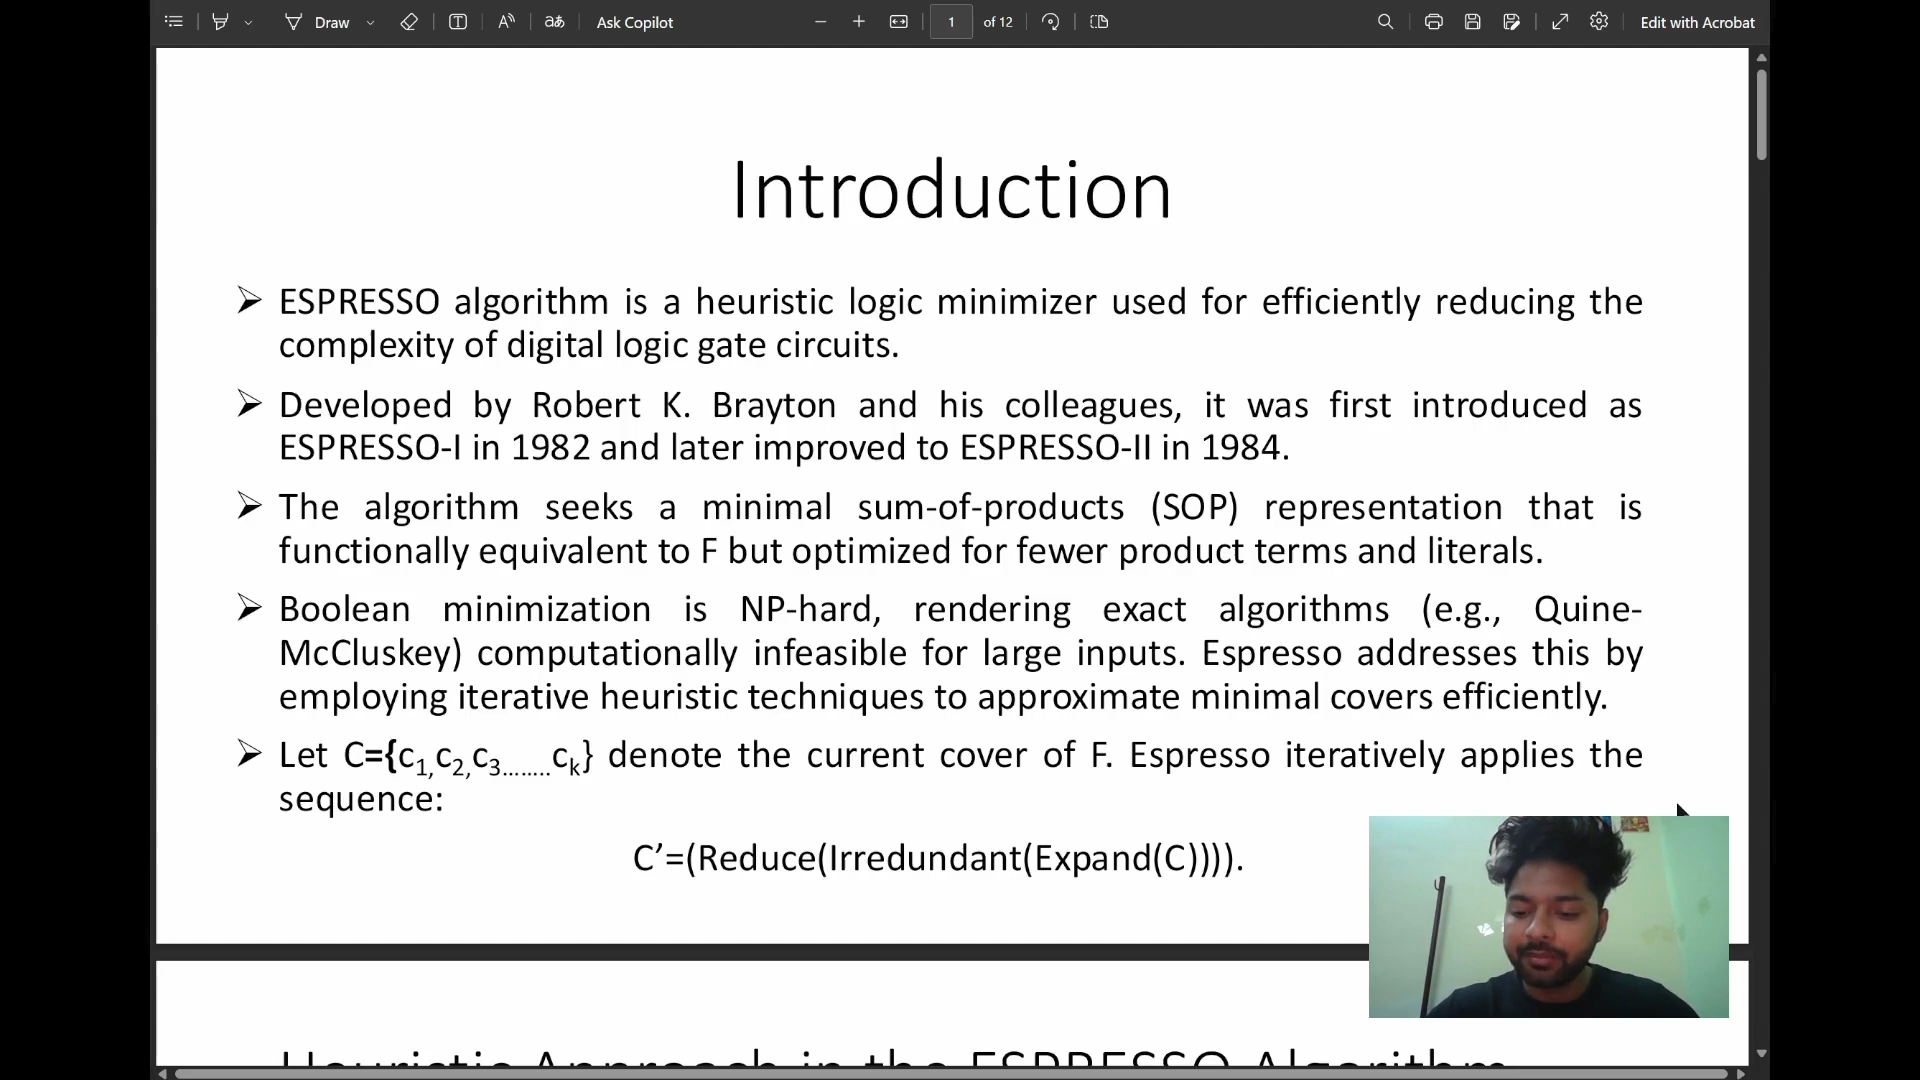 Draw
Ask Copilot
1 of 12
Edit with Acrobat
Introduction
➢ ESPRESSO algorithm is a heuristic logic minimizer used for efficiently reducing the
complexity of digital logic gate circuits.
➢ Developed by Robert K. Brayton and his colleagues, it was first introduced as
ESPRESSO-I in 1982 and later improved to ESPRESSO-II in 1984.
➢ The algorithm seeks a minimal sum-of-products (SOP) representation that is
functionally equivalent to F but optimized for fewer product terms and literals.
➢ Boolean minimization is NP-hard, rendering exact algorithms (e.g., Quine-
McCluskey) computationally infeasible for large inputs. Espresso addresses this by
employing iterative heuristic techniques to approximate minimal covers efficiently.
➢ Let C={c1,c2,c3........ck} denote the current cover of F. Espresso iteratively applies the
sequence:
C’=(Reduce(Irredundant(Expand(C)))).
Heuristic Approach in the ESPRESSO Algorithm